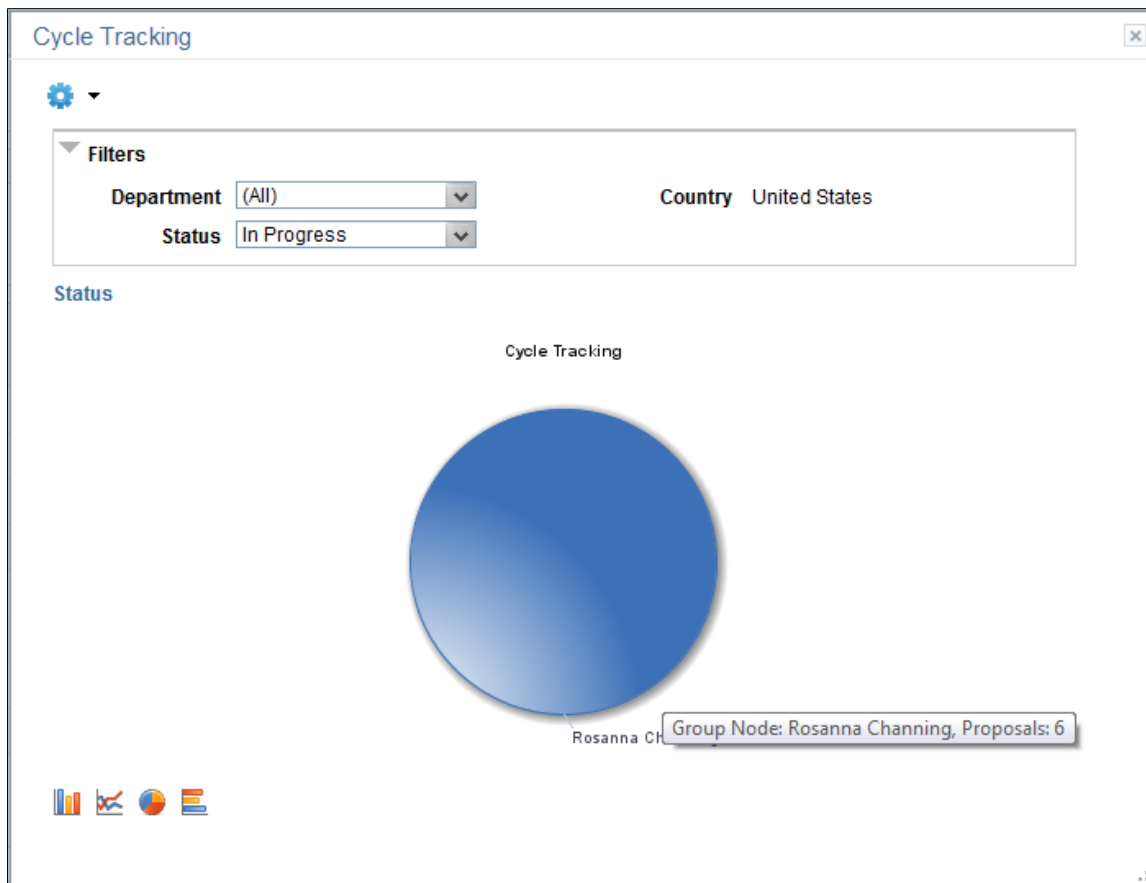 Cycle Tracking
Filters
Department (All) Country United States
Status In Progress
Status
Cycle Tracking
Rosanna
Group Node: Rosanna Channing, Proposals: 6